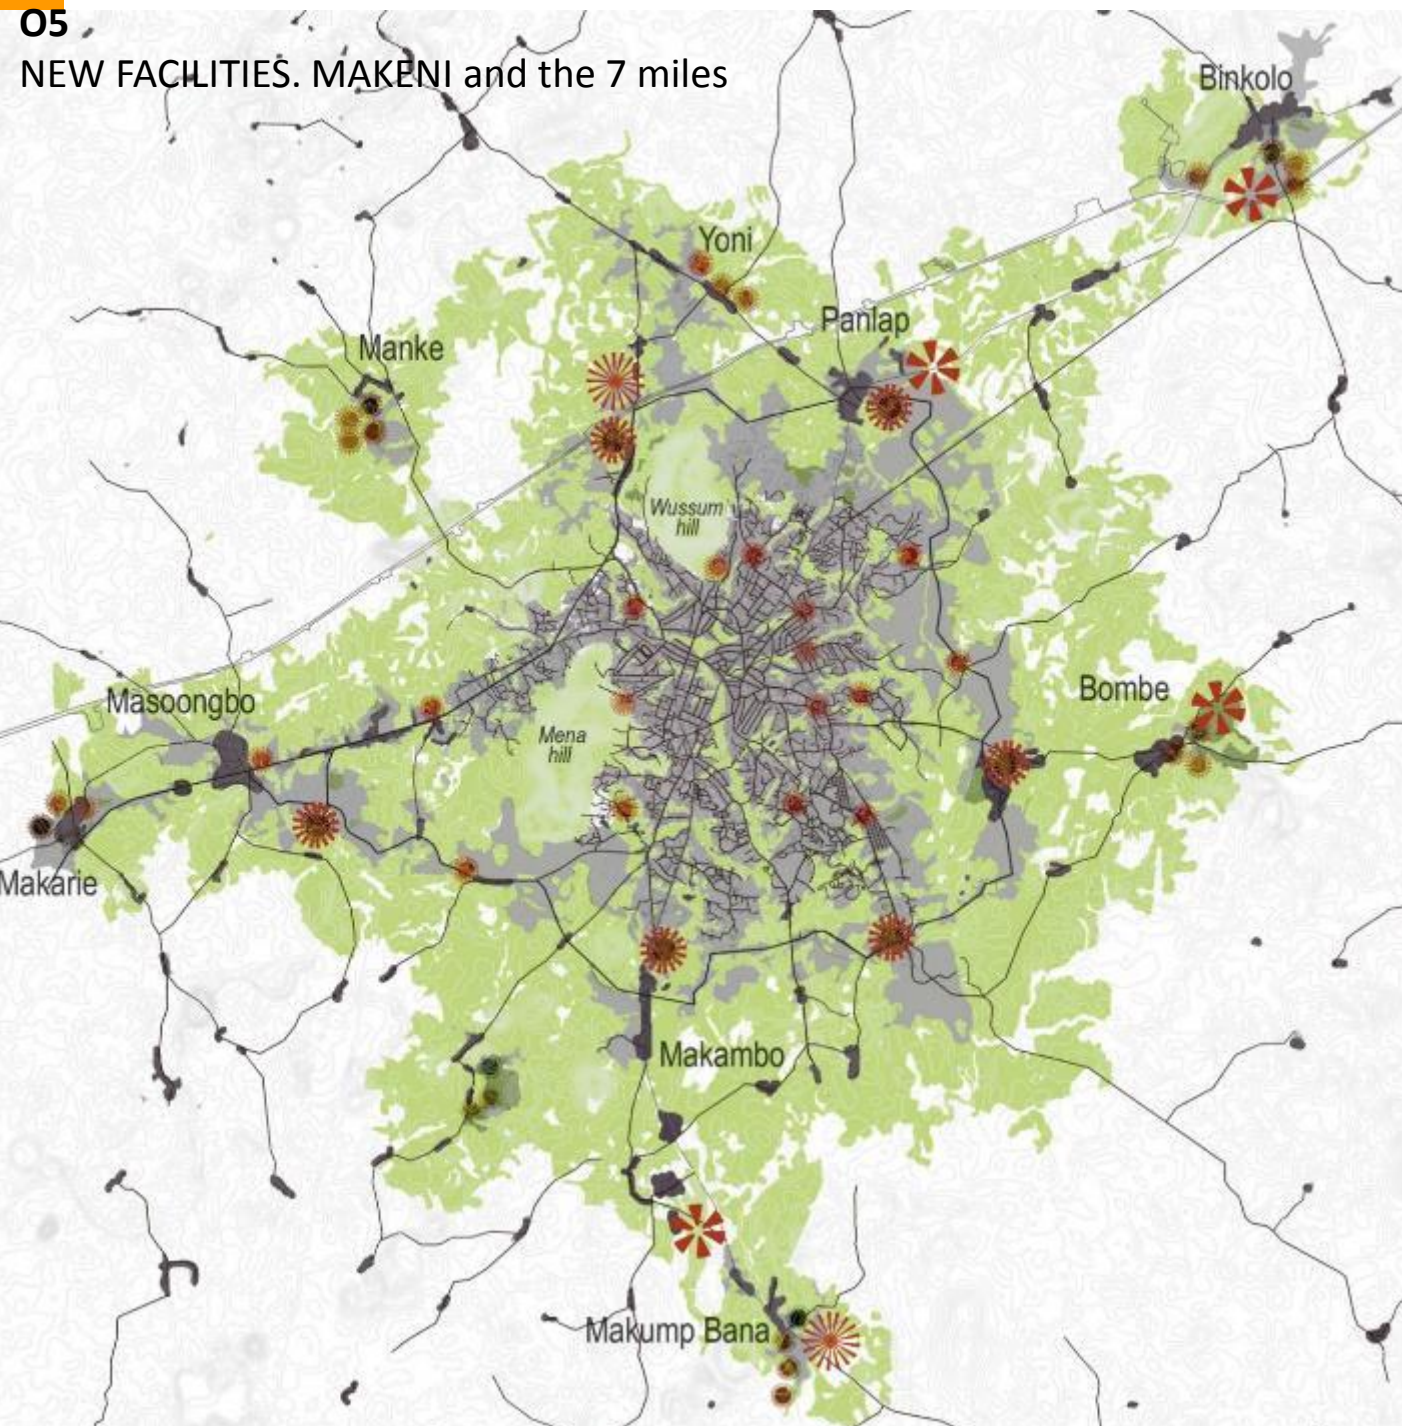 O5
NEW FACILITIES. MAKENI and the 7 miles
Binkolo
Yoni
Panlap
Manke
Wussum
hill
Masoongbo
Bombe
Mena
hill
Makarie
Makambo
Makump Bana